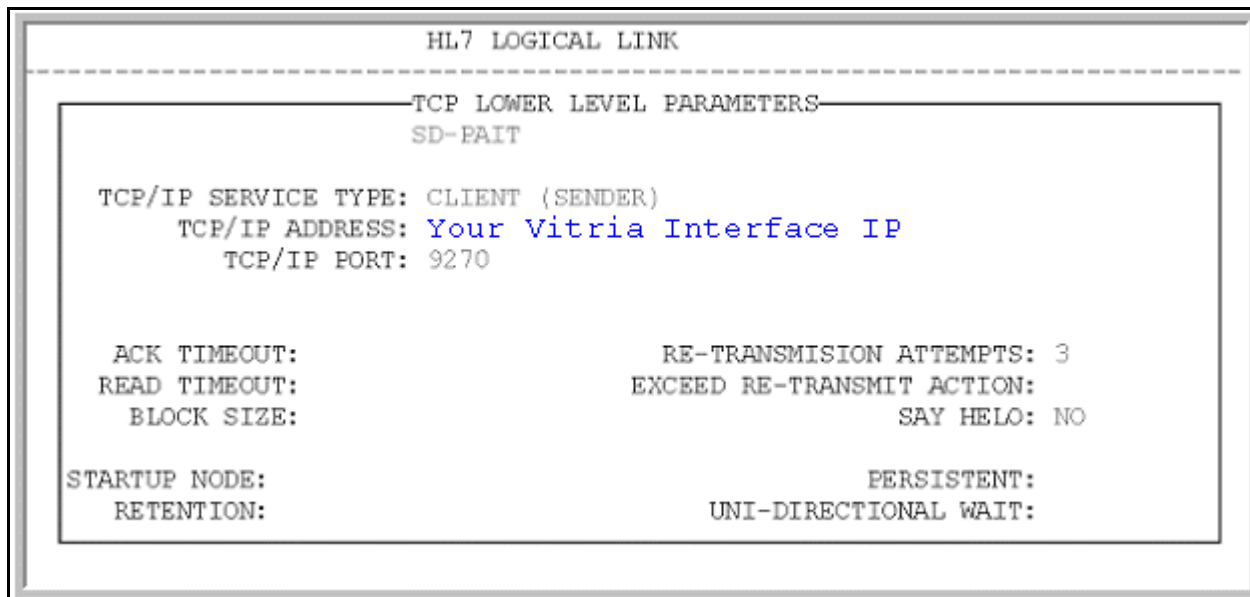 HL7 LOGICAL LINK
TCP LOWER LEVEL PARAMETERS
SD-PAIT
TCP/IP SERVICE TYPE: CLIENT (SENDER)
TCP/IP ADDRESS: Your Vitria Interface IP
TCP/IP PORT: 9270
ACK TIMEOUT: RE-TRANSMISION ATTEMPTS: 3
READ TIMEOUT: EXCEED RE-TRANSMIT ACTION:
BLOCK SIZE: SAY HELO: NO
STARTUP NODE: PERSISTENT:
RETENTION: UNI-DIRECTIONAL WAIT: